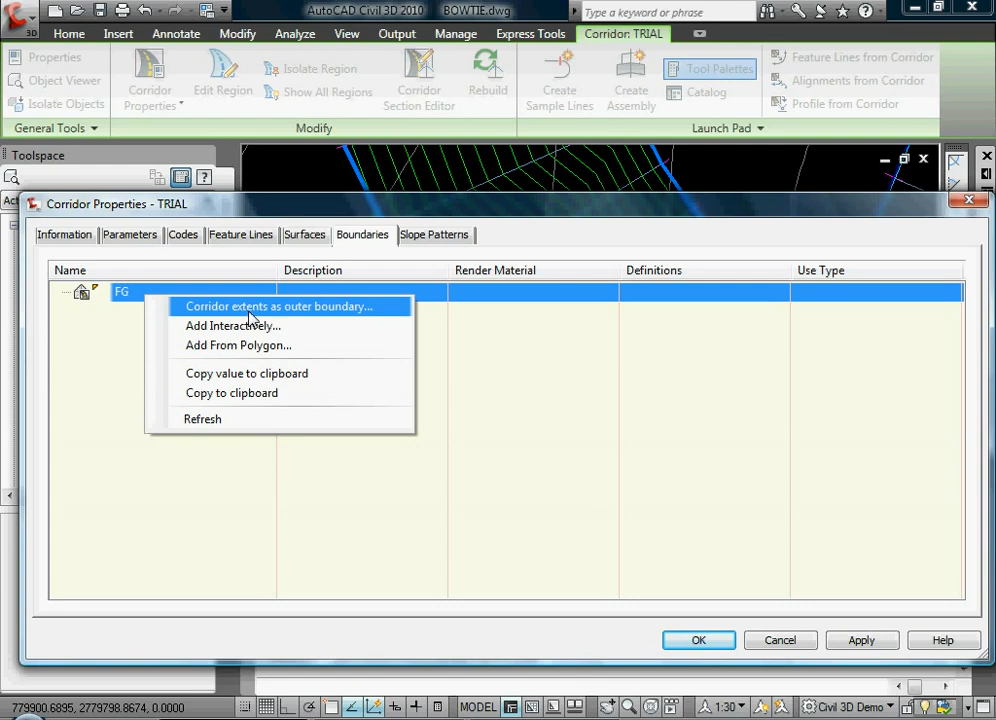 AutoCAD Civil 3D 2010 BOWTIE.dwg Type a keyword or phrase
3D Home Insert Annotate Modify Analyze View Output Manage Express Tools Corridor: TRIAL
Properties
Object Viewer
Isolate Objects
General Tools
Corridor
Properties
Edit Region
Isolate Region
Show All Regions
Corridor
Section Editor
Rebuild
Modify
Create
Sample Lines
Create
Assembly
Tool Palettes
Catalog
Feature Lines from Corridor
Alignments from Corridor
Profile from Corridor
Launch Pad
Toolspace
Corridor Properties - TRIAL
Information Parameters Codes Feature Lines Surfaces Boundaries Slope Patterns
Name Description Render Material Definitions Use Type
FG
Corridor extents as outer boundary...
Add Interactively...
Add From Polygon...
Copy value to clipboard
Copy to clipboard
Refresh
OK Cancel Apply Help
779900.6895, 2779798.8674, 0.0000 MODEL 1:30 Civil 3D Demo